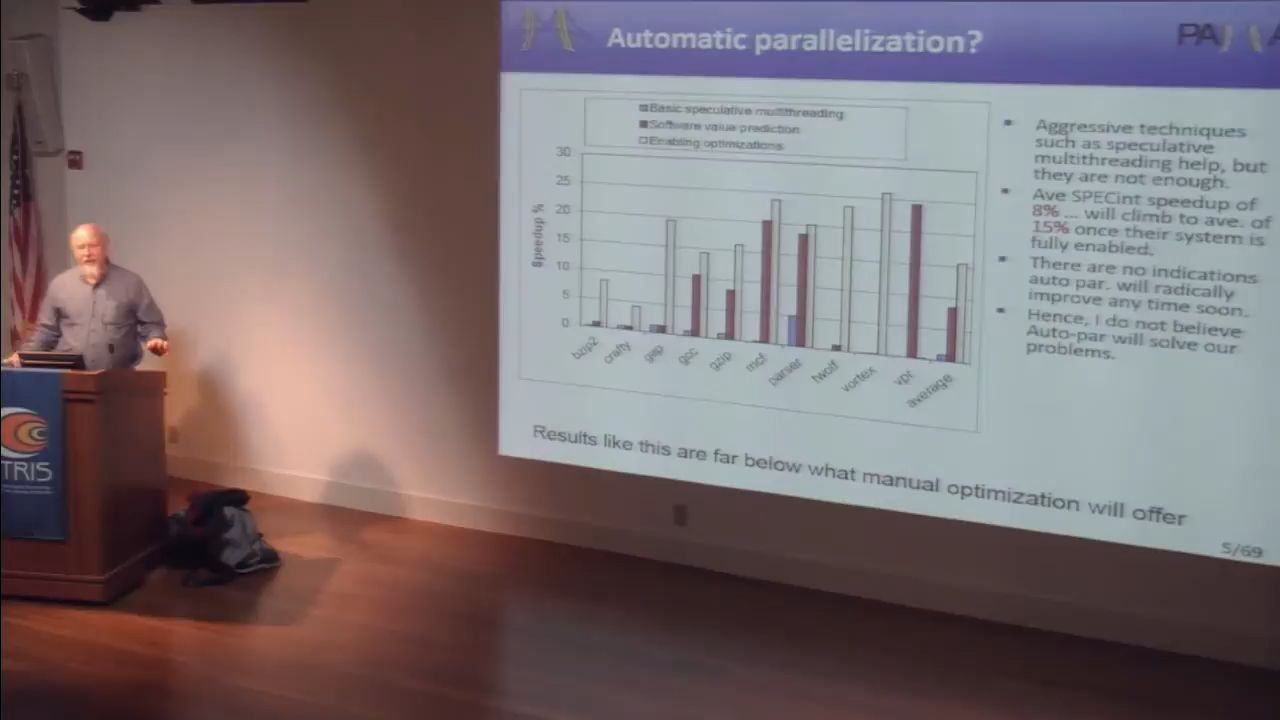 Automatic parallelization?
Basic speculative multithreading
Software value prediction
Enabling optimizations
30
25
20
15
10
5
0
Speedup %
bzip2
crafty
gap
gcc
gzip
mcf
parser
twolf
vortex
vpr
average
Aggressive techniques
such as speculative
multithreading help, but
they are not enough.
Ave SPECint speedup of
8% ... will climb to ave. of
15% once their system is
fully enabled.
There are no indications
auto par. will radically
improve any time soon.
Hence, I do not believe
Auto-par will solve our
problems.
Results like this are far below what manual optimization will offer
5/69
TRIS